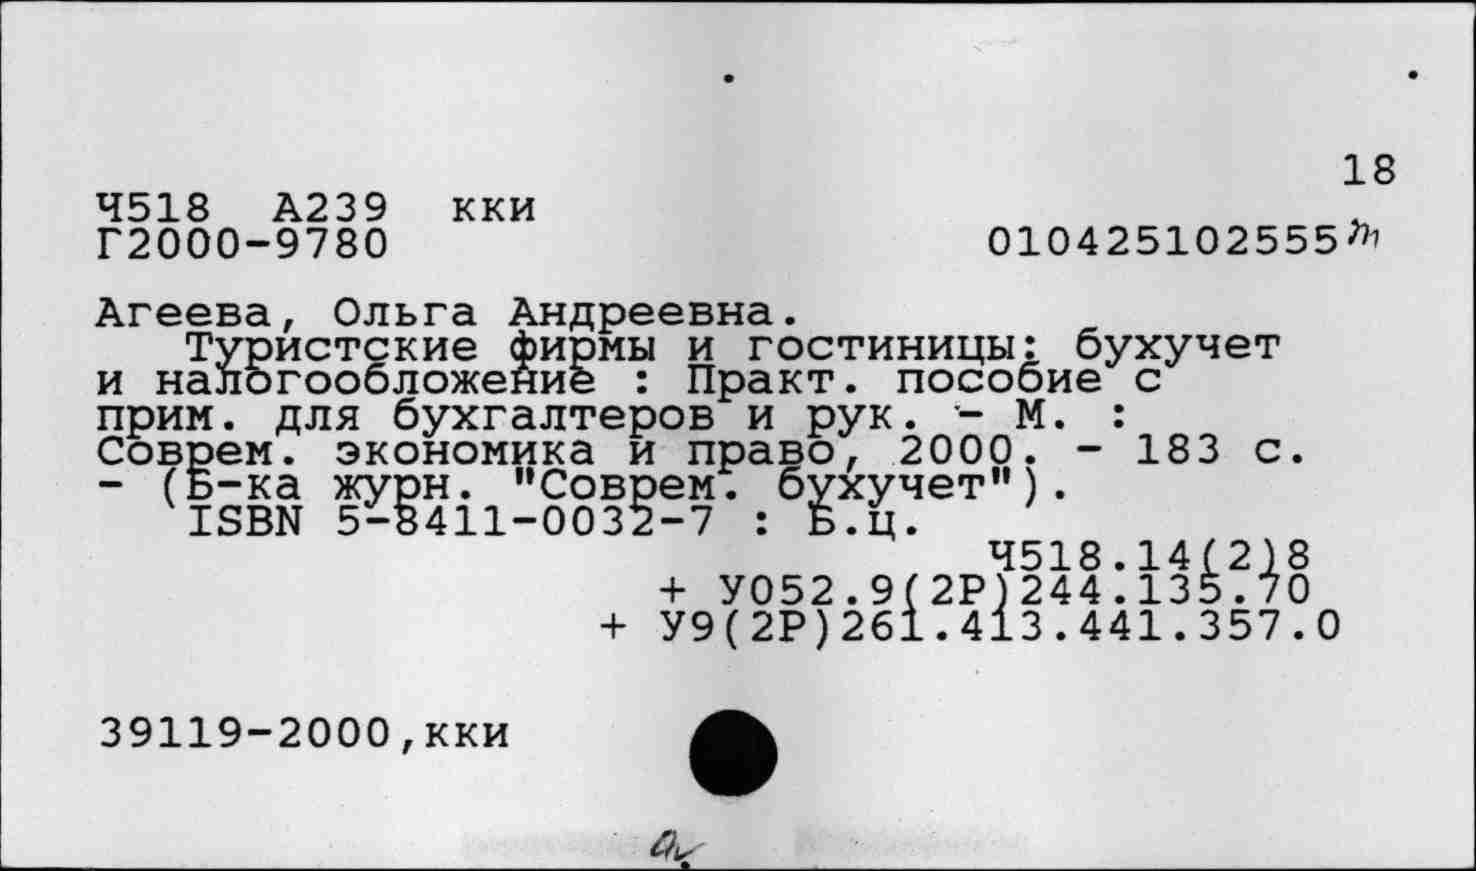 18
Ч518 А239 кки
Г2000-9780 010425102555
Агеева, Ольга Андреевна.
Туристские фирмы и гостиницы: бухучет
и налогообложение : Практ. пособие с
прим. для бухгалтеров и рук. - М. :
Соврем. экономика и право, 2000. - 183 с.
- (Б-ка журн. "Соврем. бухучет").
ISBN 5-8411-0032-7 : Б.ц.
Ч518.14(2)8
+ У052.9(2Р)244.135.70
+ У9(2Р)261.413.441.357.0
39119-2000,кки